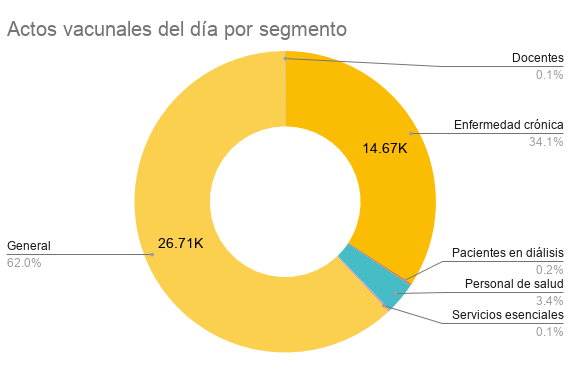 Actos vacunales del día por segmento
Docentes
0.1%
Enfermedad crónica
34.1%
14.67K
26.71K
General
62.0%
Pacientes en diálisis
0.2%
Personal de salud
3.4%
Servicios esenciales
0.1%